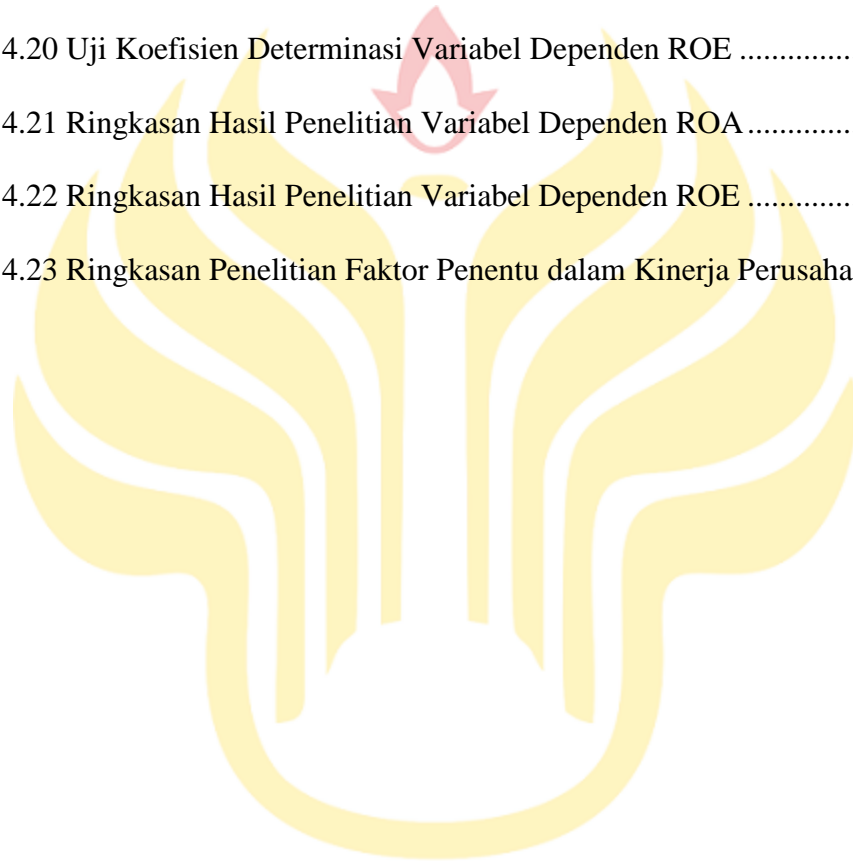 4.20 Uji Koefisien Determinasi Variabel Dependen ROE ..............
4.21 Ringkasan Hasil Penelitian Variabel Dependen ROA .............
4.22 Ringkasan Hasil Penelitian Variabel Dependen ROE .............
4.23 Ringkasan Penelitian Faktor Penentu dalam Kinerja Perusaha